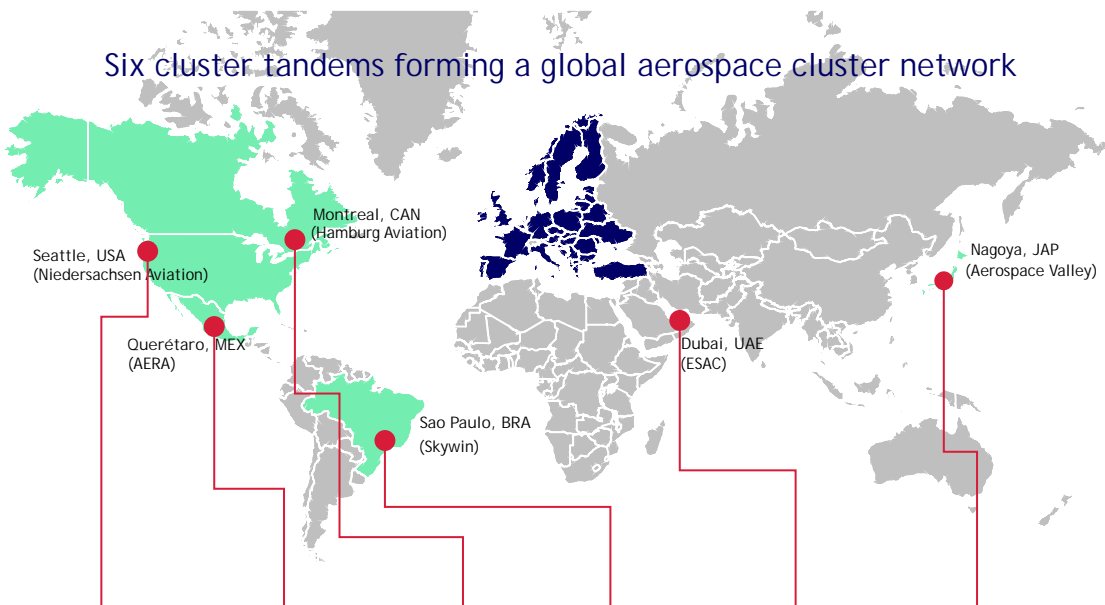 Six cluster tandems forming a global aerospace cluster network
Montreal, CAN
(Hamburg Aviation)
Seattle, USA
(Niedersachsen Aviation)
Nagoya, JAP
(Aerospace Valley)
Querétaro, MEX
(AERA)
Dubai, UAE
(ESAC)
Sao Paulo, BRA
(Skywin)